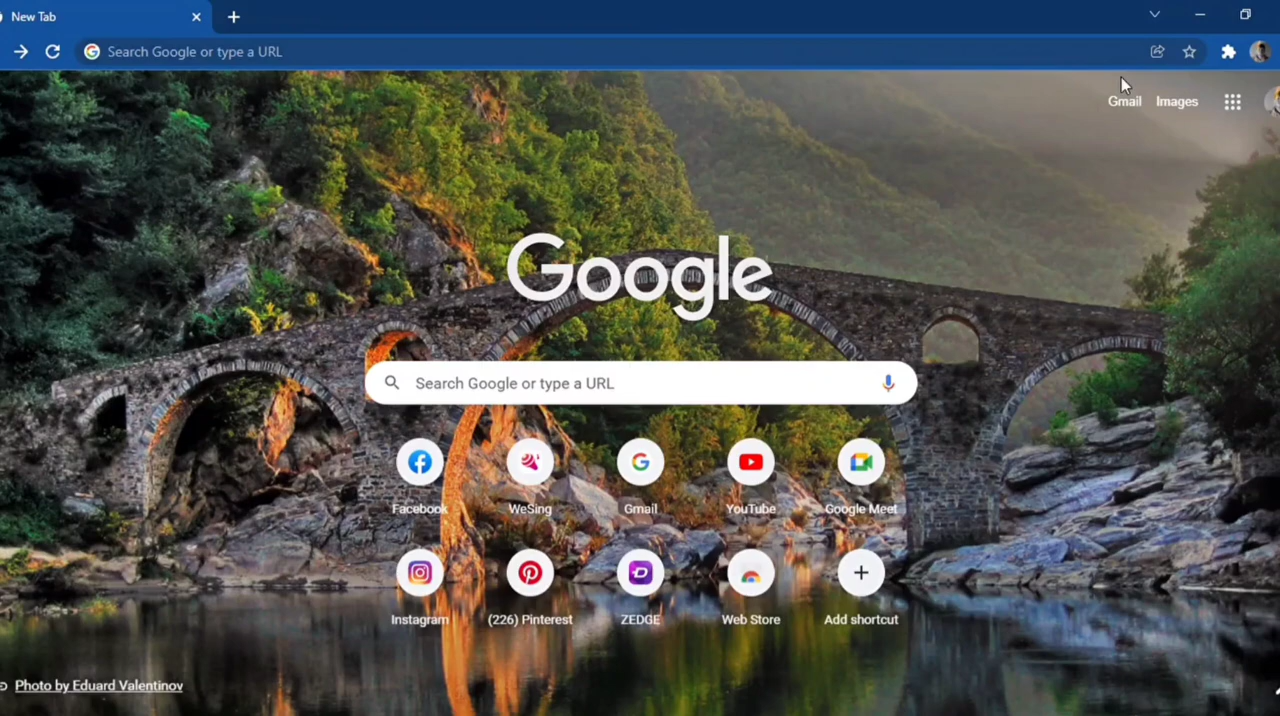 New Tab
Search Google or type a URL
Gmail
Images
Google
Search Google or type a URL
Facebook
WeSing
Gmail
YouTube
Google Meet
Instagram
(226) Pinterest
ZEDGE
Web Store
Add shortcut
Photo by Eduard Valentinov